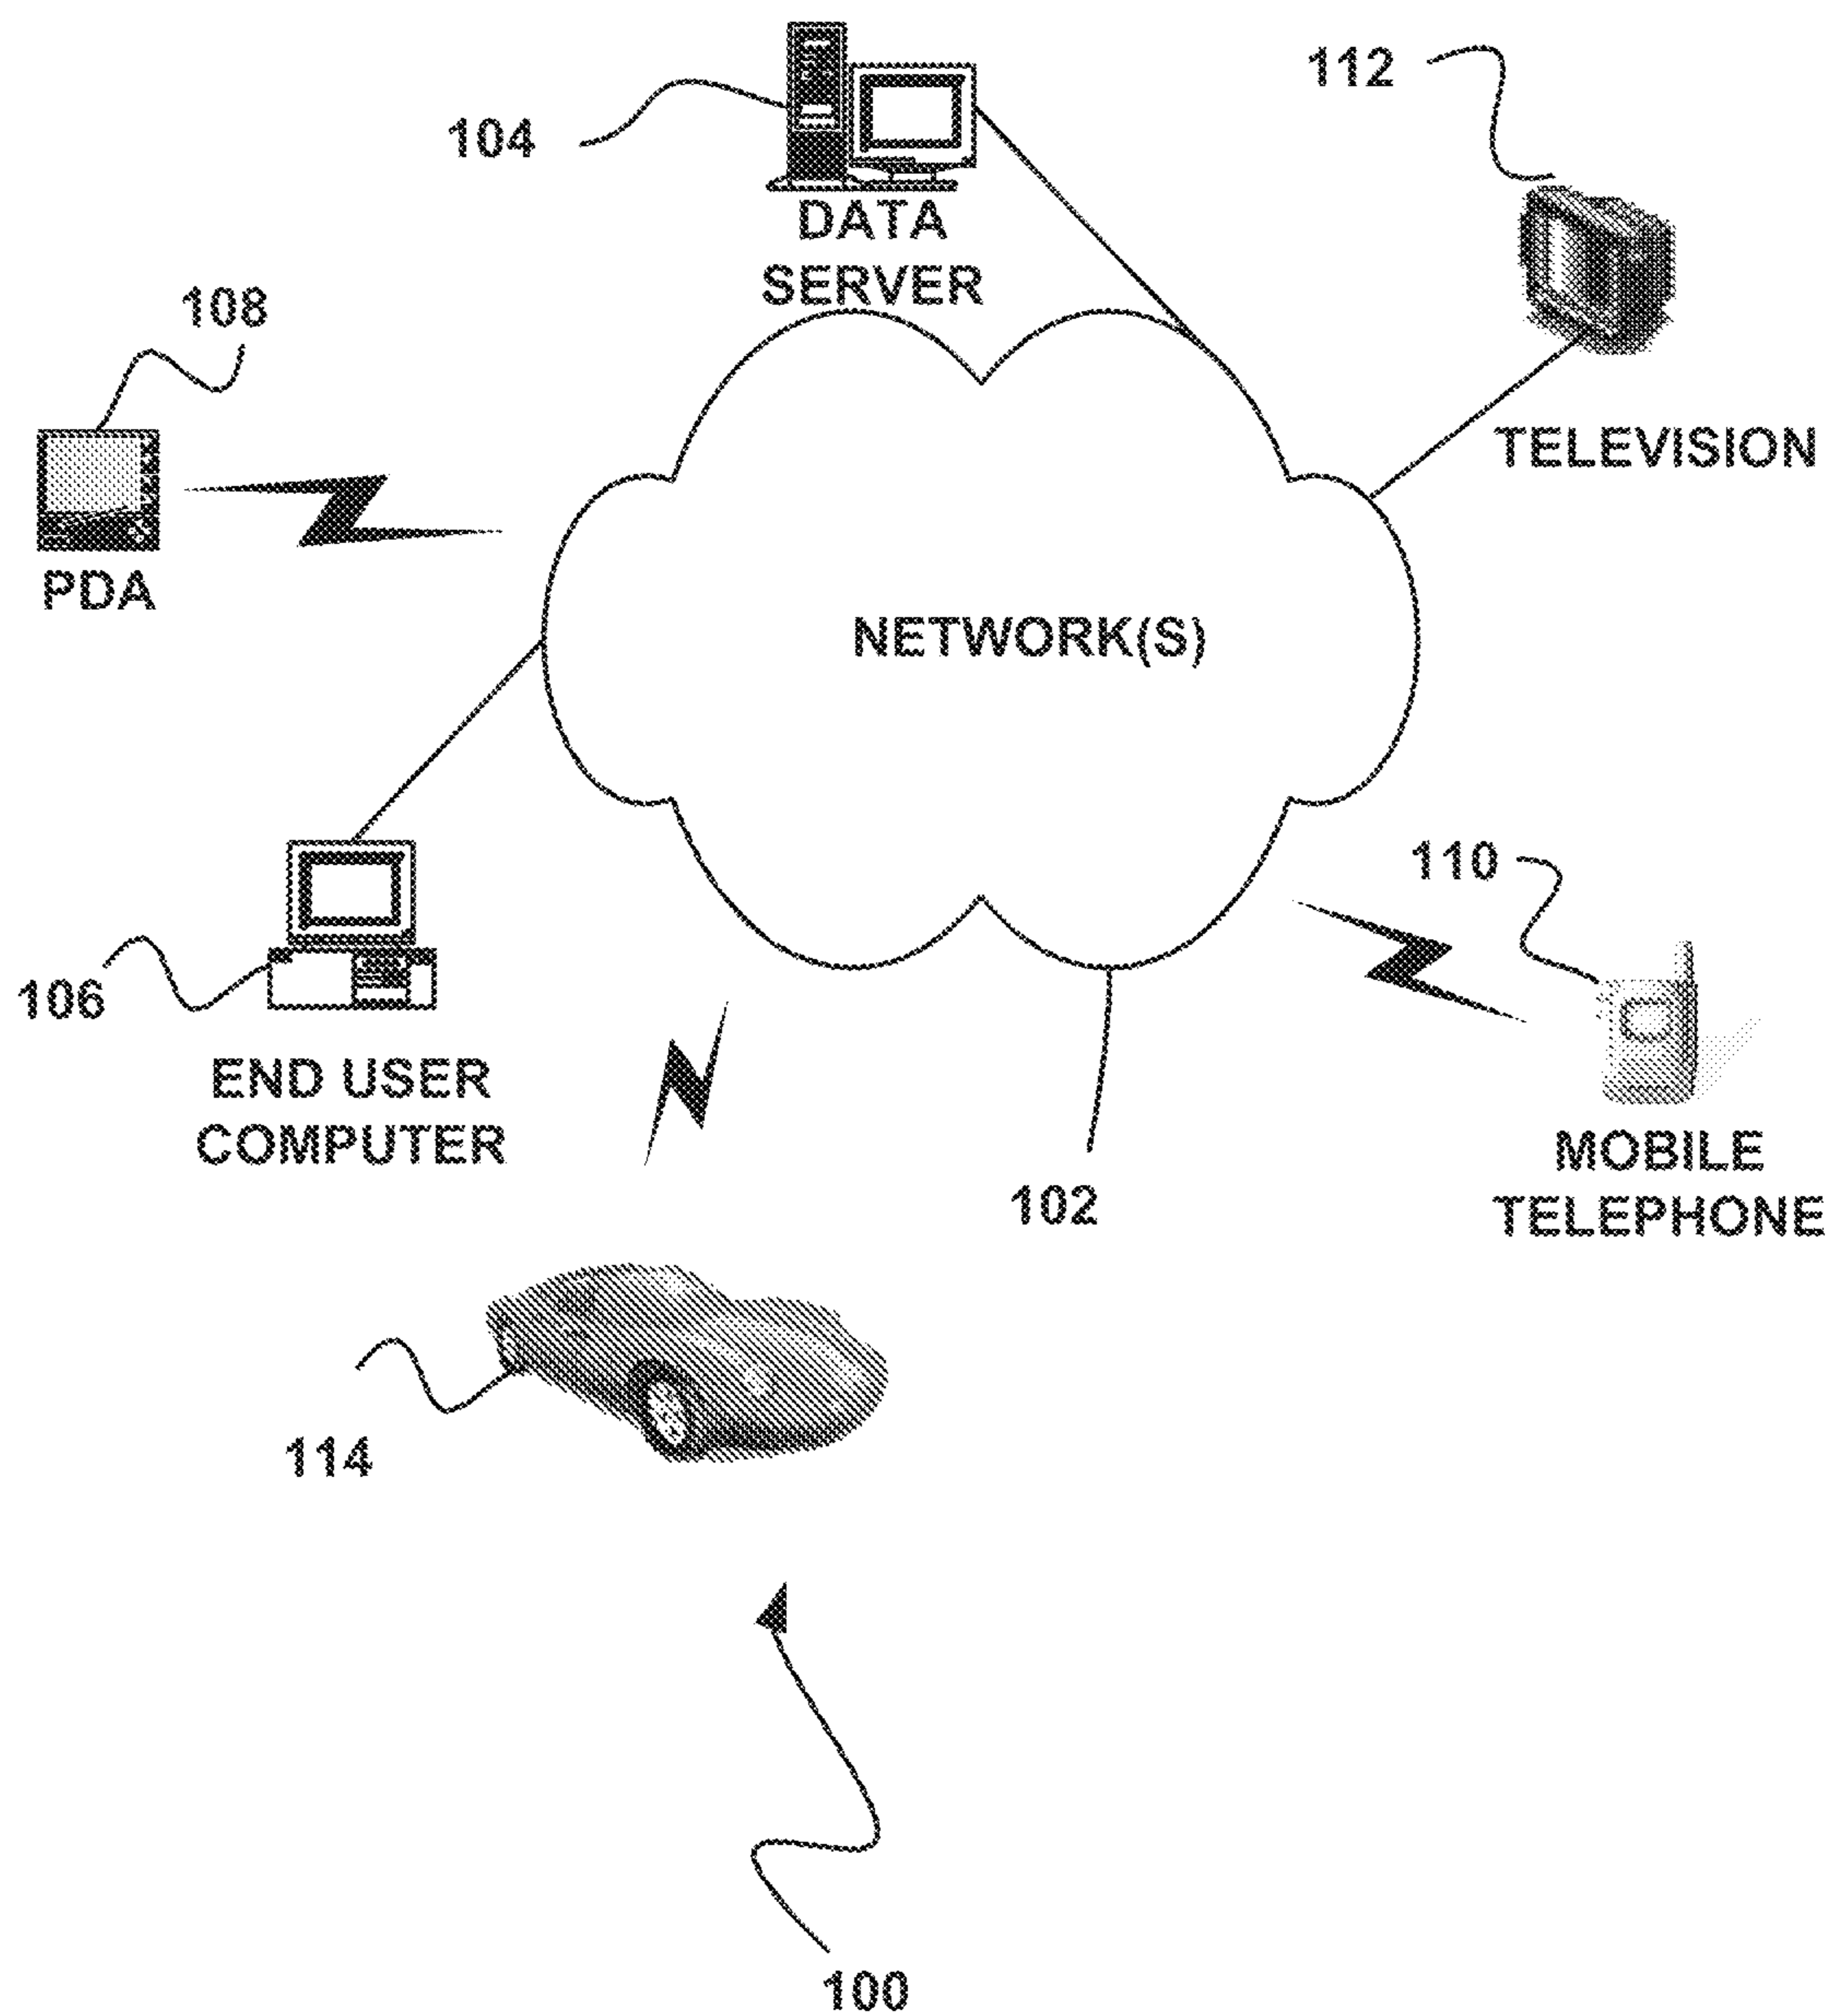 104
DATA
SERVER
112
TELEVISION
108
PDA
NETWORK(S)
106
END USER
COMPUTER
110
MOBILE
TELEPHONE
102
114
100